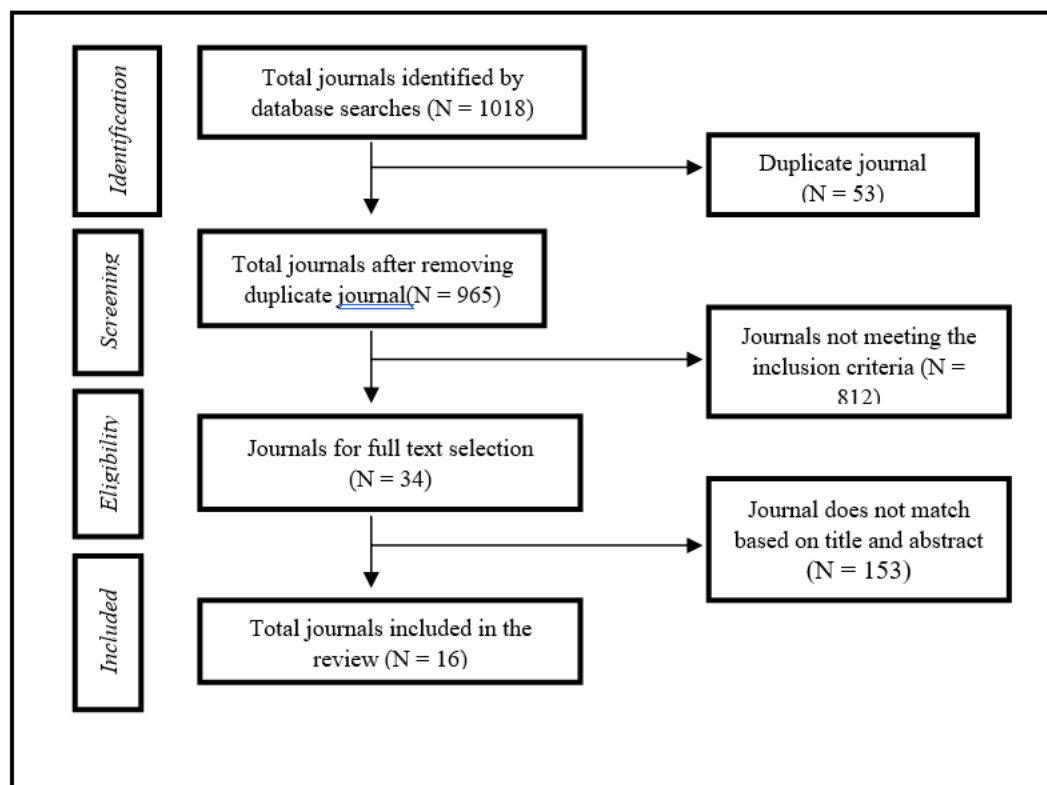 Identification
Total journals identified by
database searches (N = 1018)
Duplicate journal
(N = 53)
Screening
Total journals after removing
duplicate journal(N = 965)
Journals not meeting the
inclusion criteria (N =
812)
Eligibility
Journals for full text selection
(N = 34)
Journal does not match
based on title and abstract
(N = 153)
Included
Total journals included in the
review (N = 16)